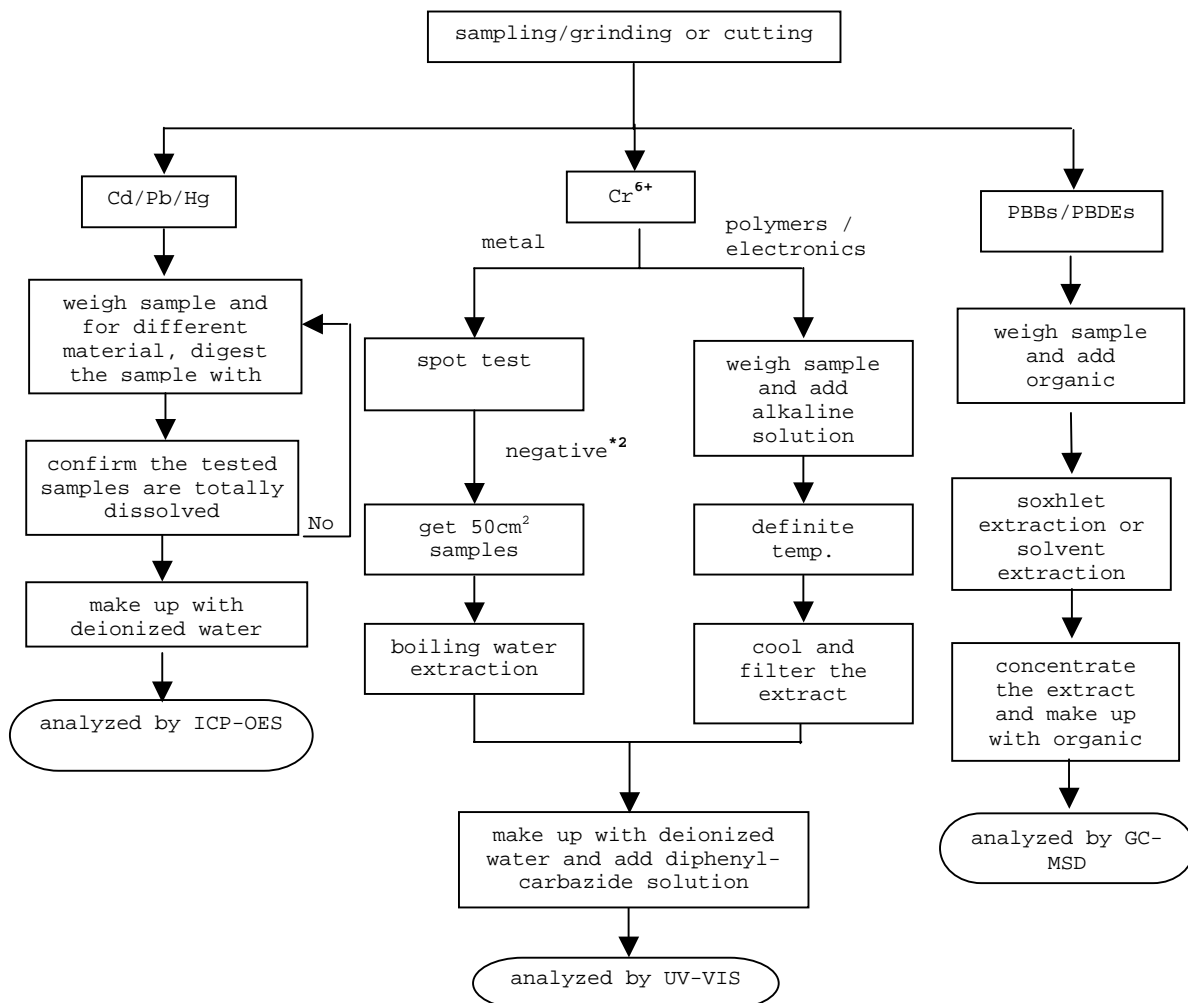 sampling/grinding or cutting
Cd/Pb/Hg
Cr⁶⁺
PBBs/PBDEs
metal
polymers /
electronics
weigh sample and
for different
material, digest
the sample with
spot test
weigh sample
and add
alkaline
solution
weigh sample
and add
organic
confirm the tested
samples are totally
dissolved
No
negative*²
get 50cm²
samples
definite
temp.
soxhlet
extraction or
solvent
extraction
make up with
deionized water
boiling water
extraction
cool and
filter the
extract
concentrate
the extract
and make up
with organic
analyzed by ICP-OES
make up with deionized
water and add diphenyl-
carbazide solution
analyzed by GC-
MSD
analyzed by UV-VIS